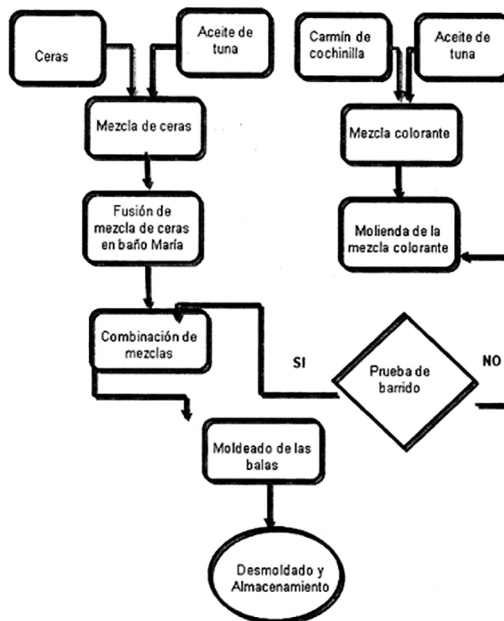 Ceras
Aceite de
tuna
Carmín de
cochinilla
Aceite de
tuna
Mezcla de ceras
Mezcla colorante
Fusión de
mezcla de ceras
en baño María
Molienda de la
mezcla colorante
Combinación de
mezclas
SI
Prueba de
barrido
NO
Moldeado de las
balas
Desmoldado y
Almacenamiento